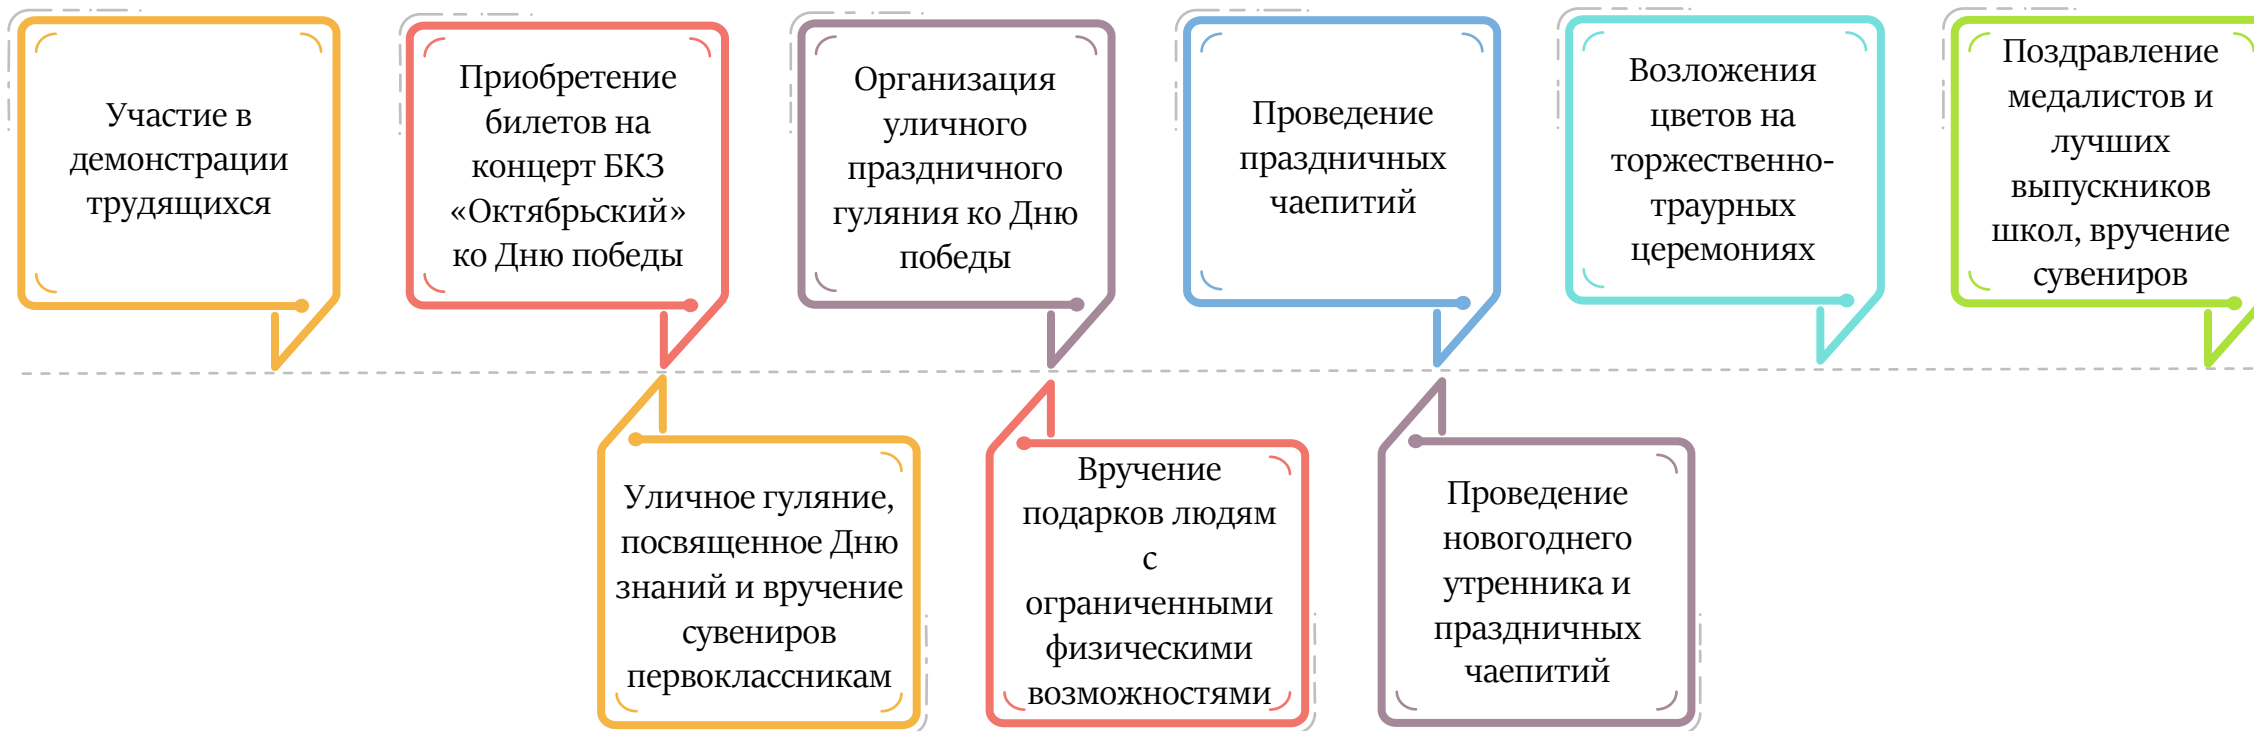 Участие в
демонстрации
трудящихся
Приобретение
билетов на
концерт БКЗ
«Октябрьский»
ко Дню победы
Организация
уличного
праздничного
гуляния ко Дню
победы
Проведение
праздничных
чаепитий
Возложения
цветов на
торжественно-
траурных
церемониях
Поздравление
медалистов и
лучших
выпускников
школ, вручение
сувениров
Уличное гуляние,
посвященное Дню
знаний и вручение
сувениров
первоклассникам
Вручение
подарков людям
с
ограниченными
физическими
возможностями
Проведение
новогоднего
утренника и
праздничных
чаепитий